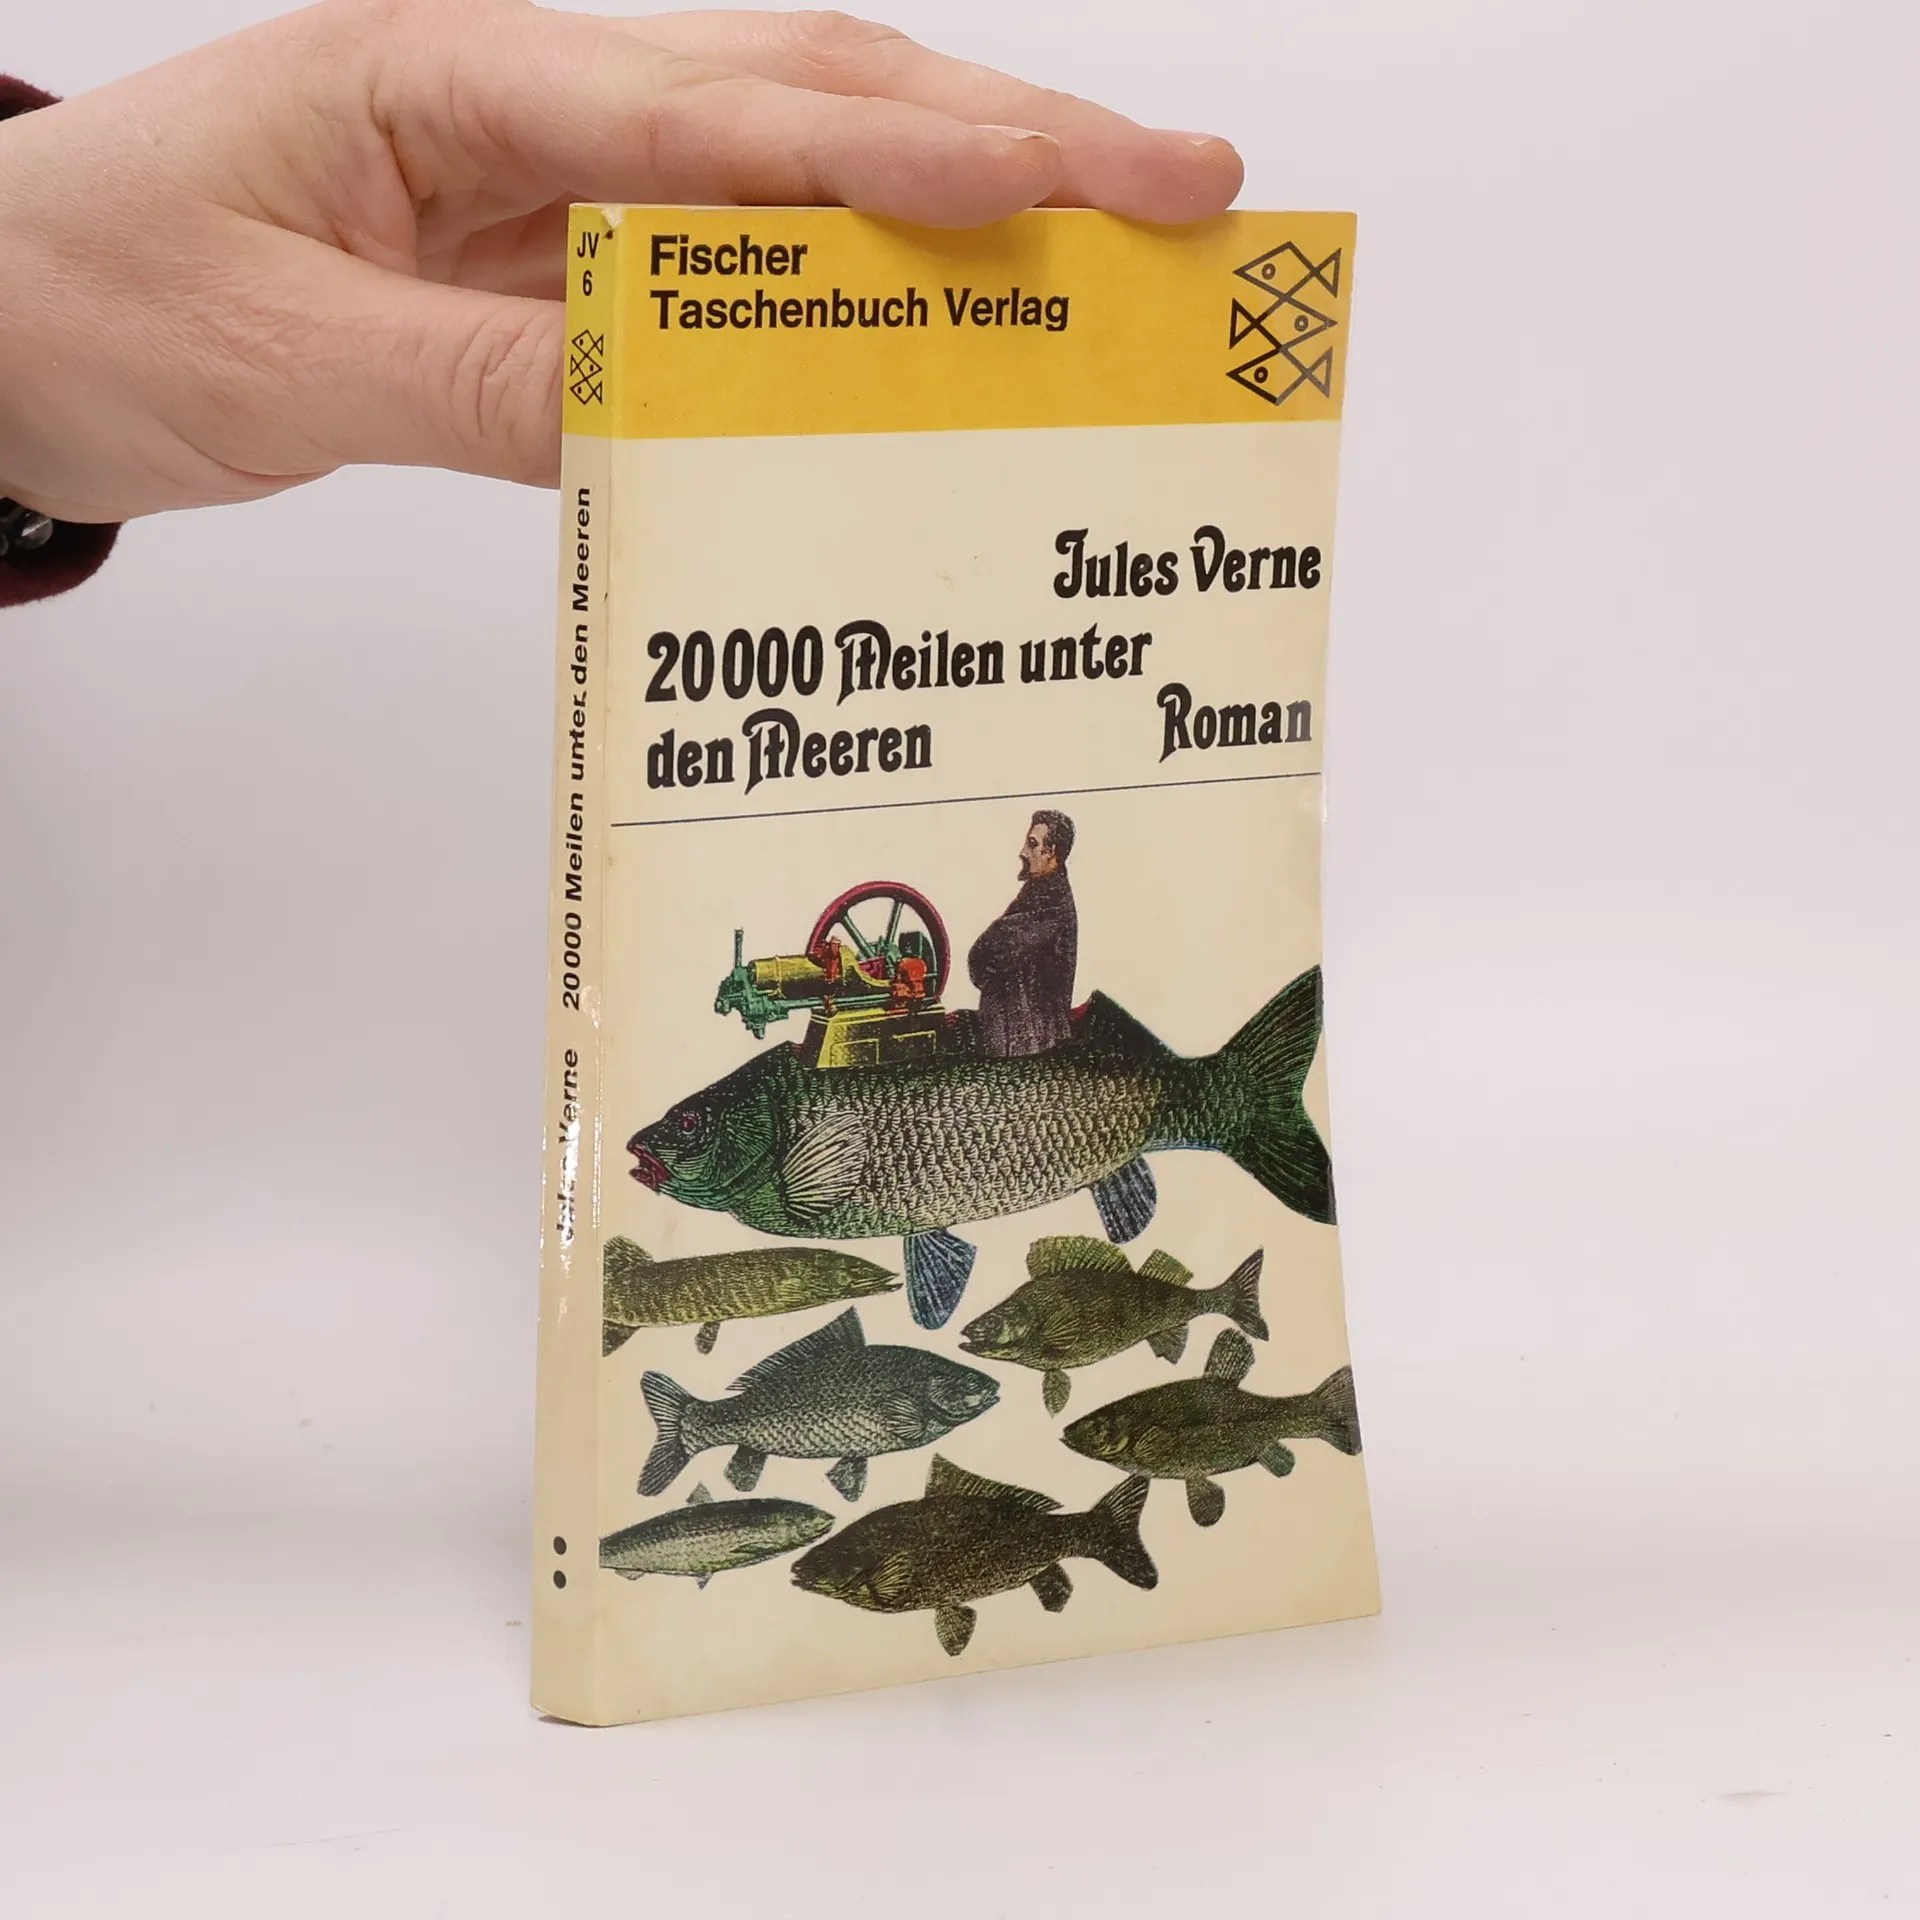 JV
6
Jules Verne 20000 Meilen unter den Meeren
Fischer
Taschenbuch Verlag
Jules Verne
20000 Meilen unter
den Meeren
Roman